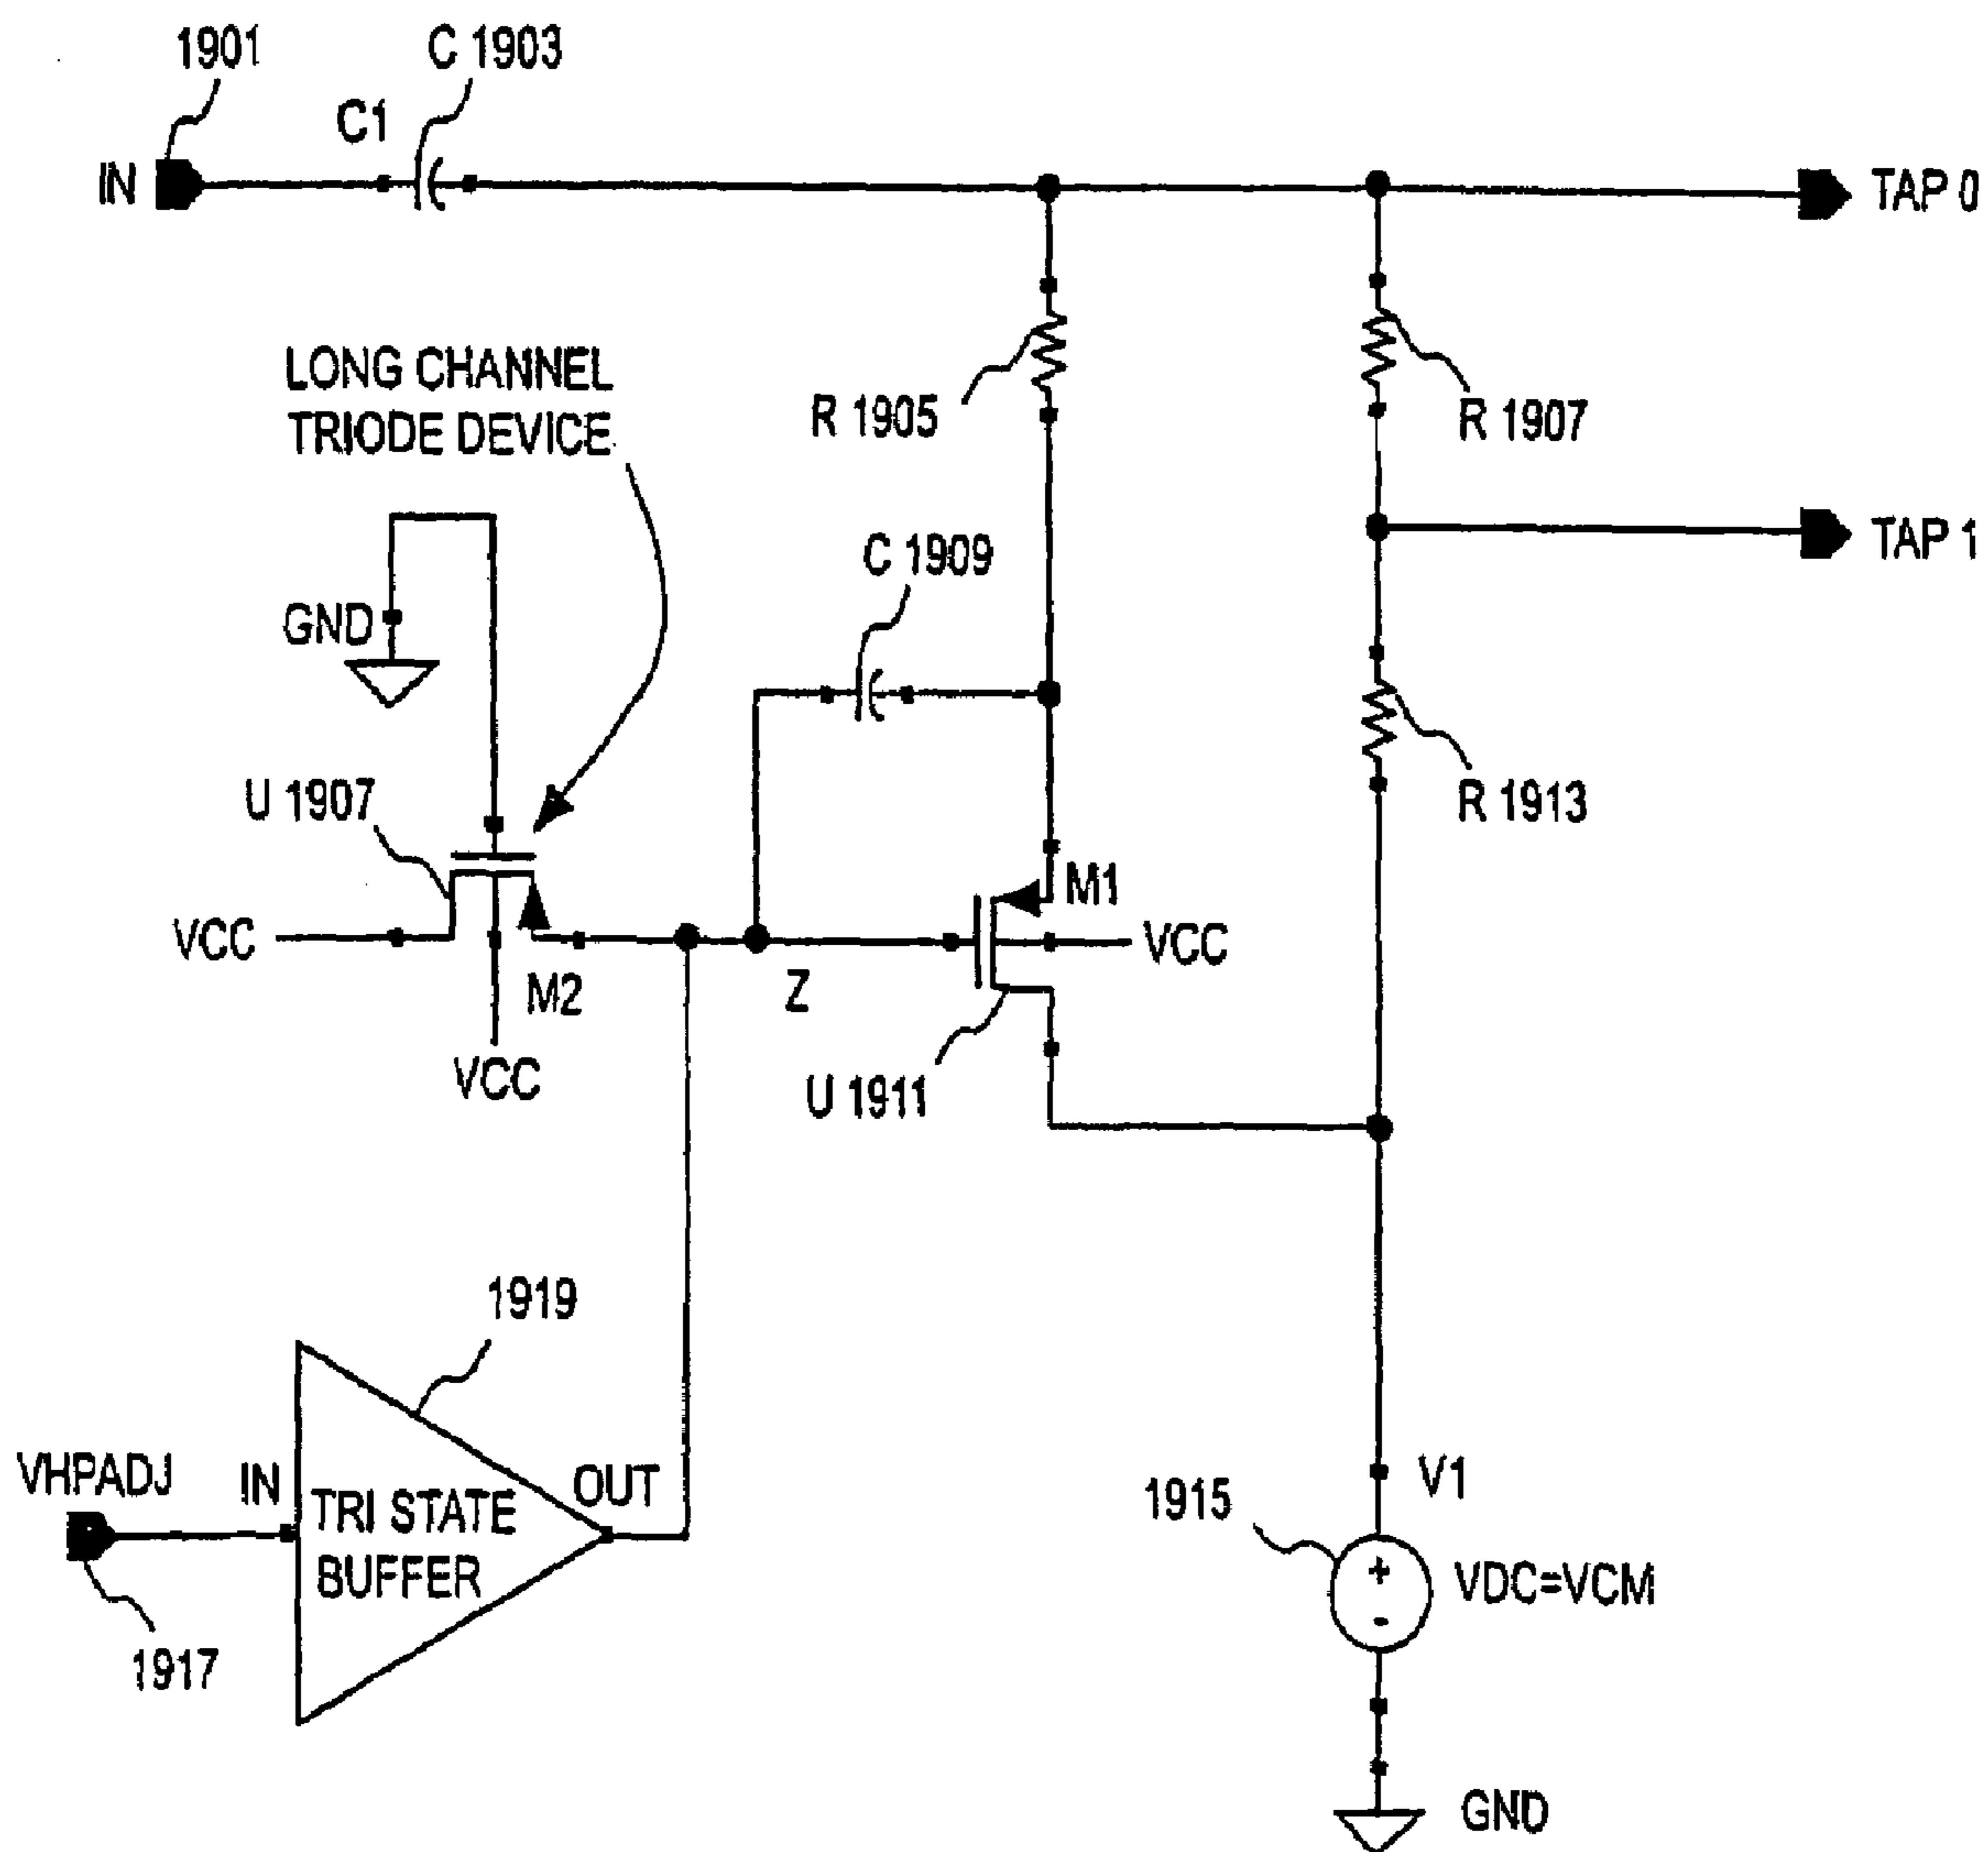 1901
C 1903
C1
IN
TAP 0
LONG CHANNEL
TRIODE DEVICE
R 1905
R 1907
TAP 1
C 1909
GND
U 1907
R 1913
M1
VCC
VCC
Z
M2
VCC
U 1911
1919
VHPADJ
IN
OUT
TRI STATE
BUFFER
1917
V1
1915
+
VDC=VCM
-
GND